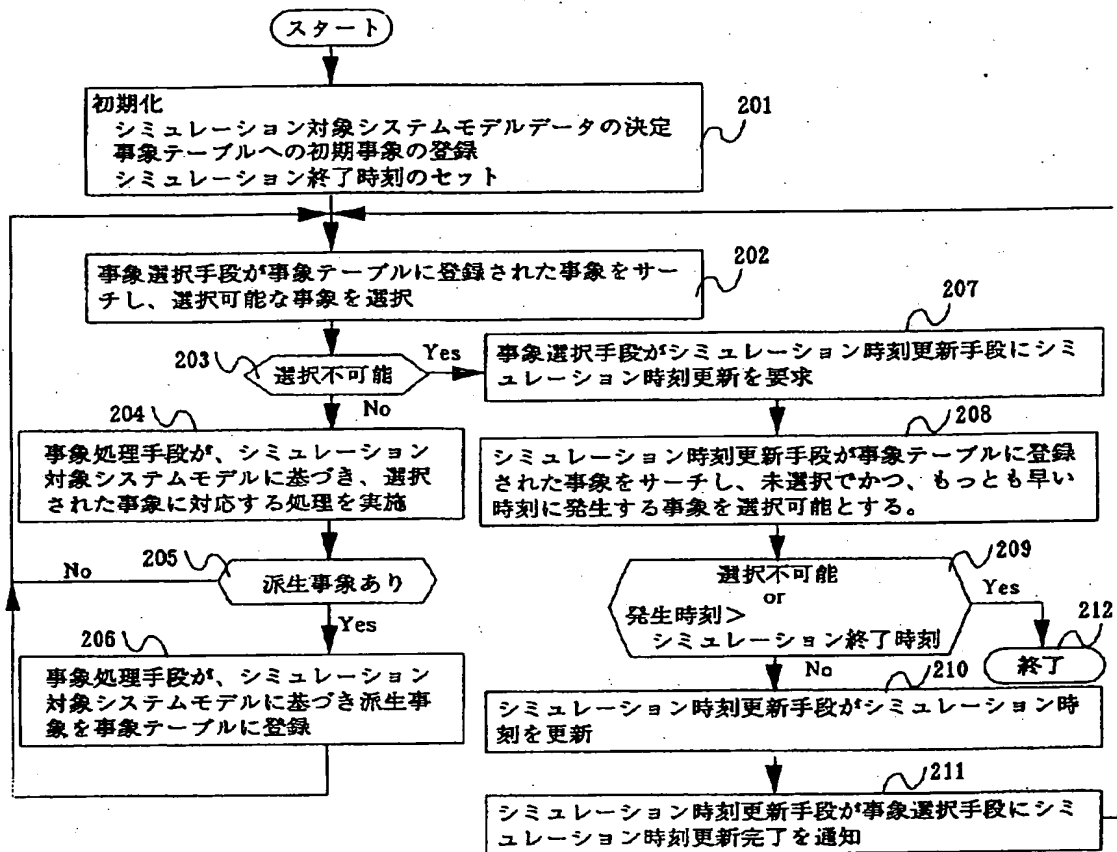 スタート
初期化
シミュレーション対象システムモデルデータの決定
事象テーブルへの初期事象の登録
シミュレーション終了時刻のセット
201
事象選択手段が事象テーブルに登録された事象をサー
チし、選択可能な事象を選択
202
203
選択不可能
Yes
No
204
事象処理手段が、シミュレーション
対象システムモデルに基づき、選択
された事象に対応する処理を実施
205
派生事象あり
No
Yes
206
事象処理手段が、シミュレーション
対象システムモデルに基づき派生事
象を事象テーブルに登録
207
事象選択手段がシミュレーション時刻更新手段にシミ
ュレーション時刻更新を要求
208
シミュレーション時刻更新手段が事象テーブルに登録
された事象をサーチし、未選択でかつ、もっとも早い
時刻に発生する事象を選択可能とする。
209
選択不可能
or
発生時刻＞
シミュレーション終了時刻
Yes
212
終了
No
210
シミュレーション時刻更新手段がシミュレーション時
刻を更新
211
シミュレーション時刻更新手段が事象選択手段にシミ
ュレーション時刻更新完了を通知